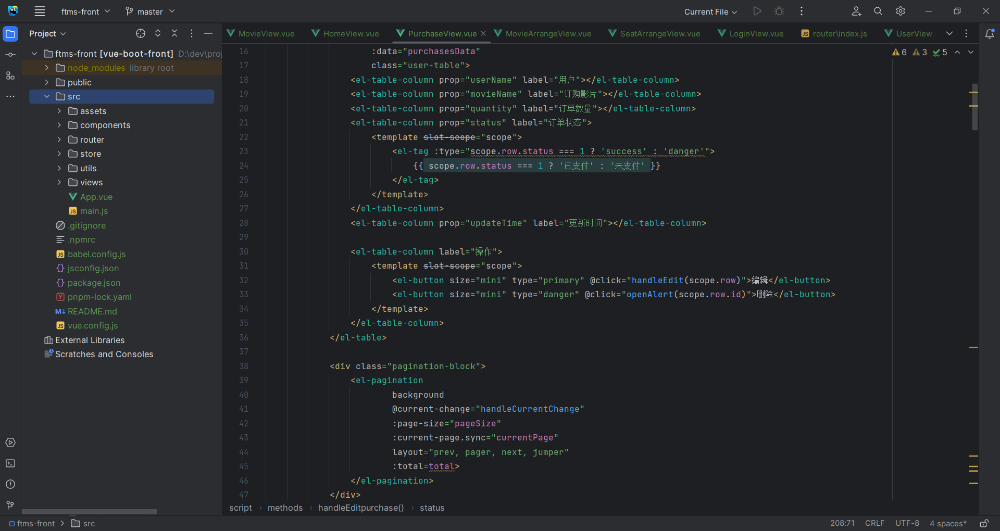 WS
ftms-front
master
Current File
Project
ftms-front [vue-boot-front] D:\dev\proj
node_modules library root
public
src
assets
components
router
store
utils
views
App.vue
JS main.js
.gitignore
.npmrc
JS babel.config.js
{} jsconfig.json
{} package.json
Y pnpm-lock.yaml
M↓ README.md
JS vue.config.js
External Libraries
Scratches and Consoles
MovieView.vue
HomeView.vue
PurchaseView.vue
MovieArrangeView.vue
SeatArrangeView.vue
LoginView.vue
JS router\index.js
UserView.
6 3 5
16 :data="purchasesData"
17 class="user-table">
18 <el-table-column prop="userName" label="用户"></el-table-column>
19 <el-table-column prop="movieName" label="订购影片"></el-table-column>
20 <el-table-column prop="quantity" label="订单数量"></el-table-column>
21 <el-table-column prop="status" label="订单状态">
22 <template slot-scope="scope">
23 <el-tag :type="scope.row.status === 1 ? 'success' : 'danger'">
24 {{ scope.row.status === 1 ? '已支付' : '未支付' }}
25 </el-tag>
26 </template>
27 </el-table-column>
28 <el-table-column prop="updateTime" label="更新时间"></el-table-column>
29
30 <el-table-column label="操作">
31 <template slot-scope="scope">
32 <el-button size="mini" type="primary" @click="handleEdit(scope.row)">编辑</el-button>
33 <el-button size="mini" type="danger" @click="openAlert(scope.row.id)">删除</el-button>
34 </template>
35 </el-table-column>
36 </el-table>
37
38 <div class="pagination-block">
39 <el-pagination
40 background
41 @current-change="handleCurrentChange"
42 :page-size="pageSize"
43 :current-page.sync="currentPage"
44 layout="prev, pager, next, jumper"
45 :total=total>
46 </el-pagination>
47 </div>
script › methods › handleEditpurchase() › status
ftms-front > src
208:71 CRLF UTF-8 4 spaces*